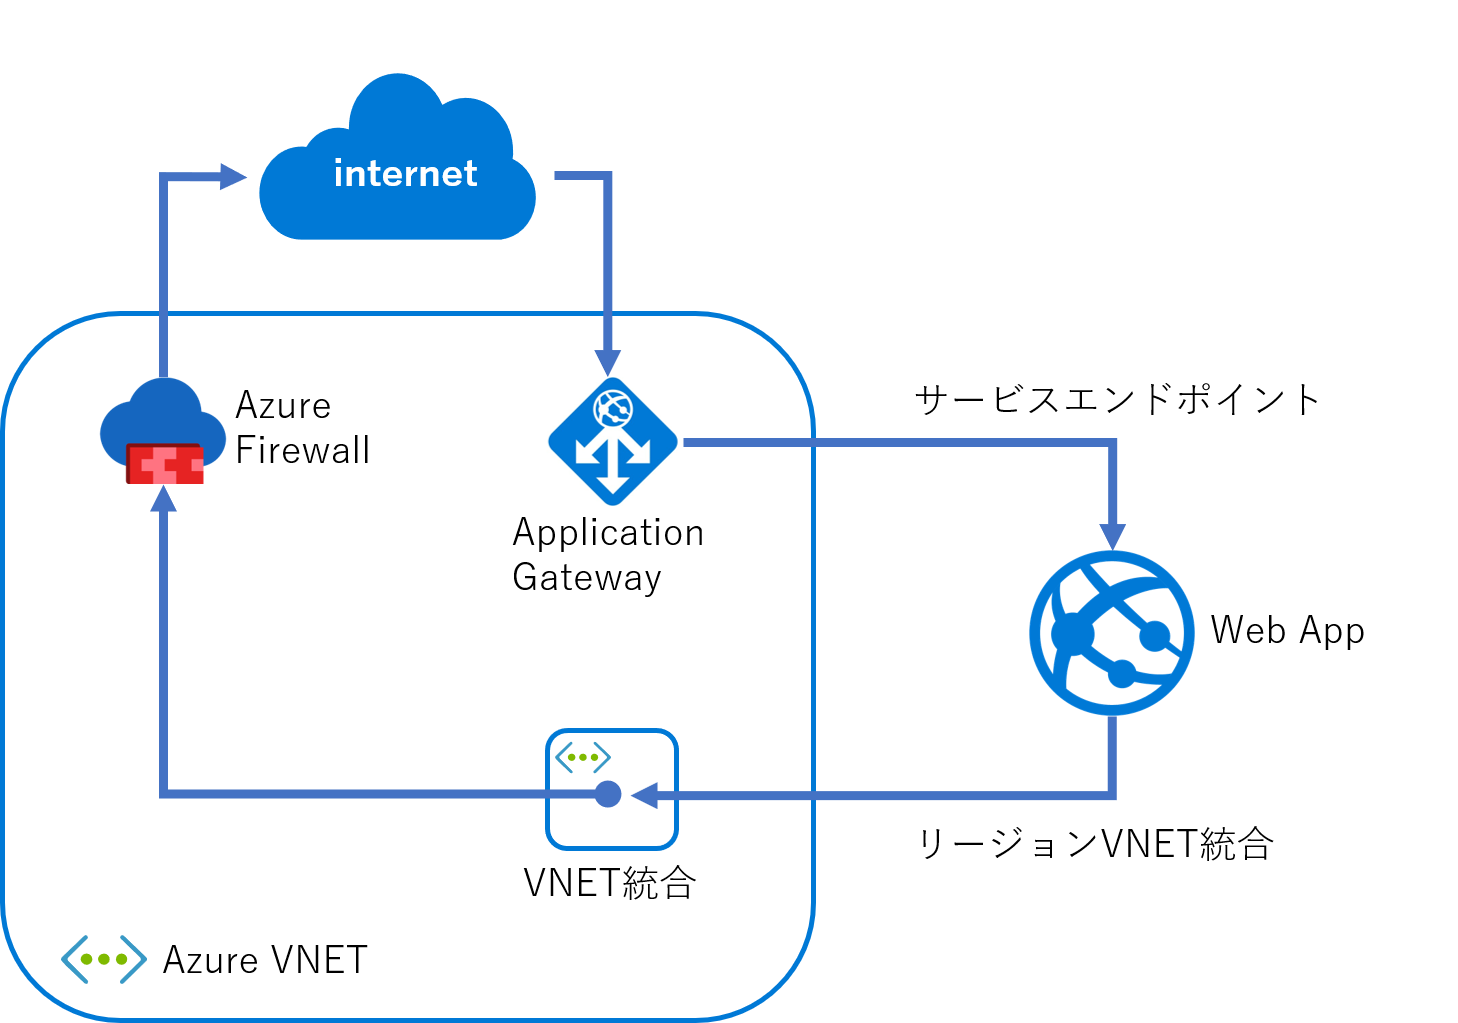 internet
Azure
Firewall
サービスエンドポイント
Application
Gateway
Web App
リージョンVNET統合
VNET統合
Azure VNET